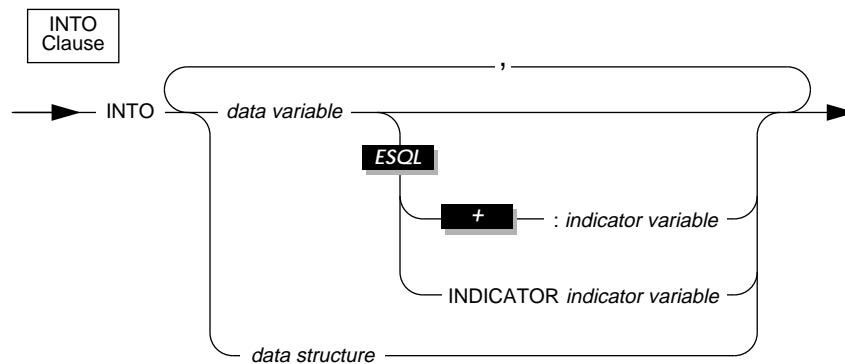 INTO
Clause
,
INTO data variable
ESQL
+ : indicator variable
INDICATOR indicator variable
data structure